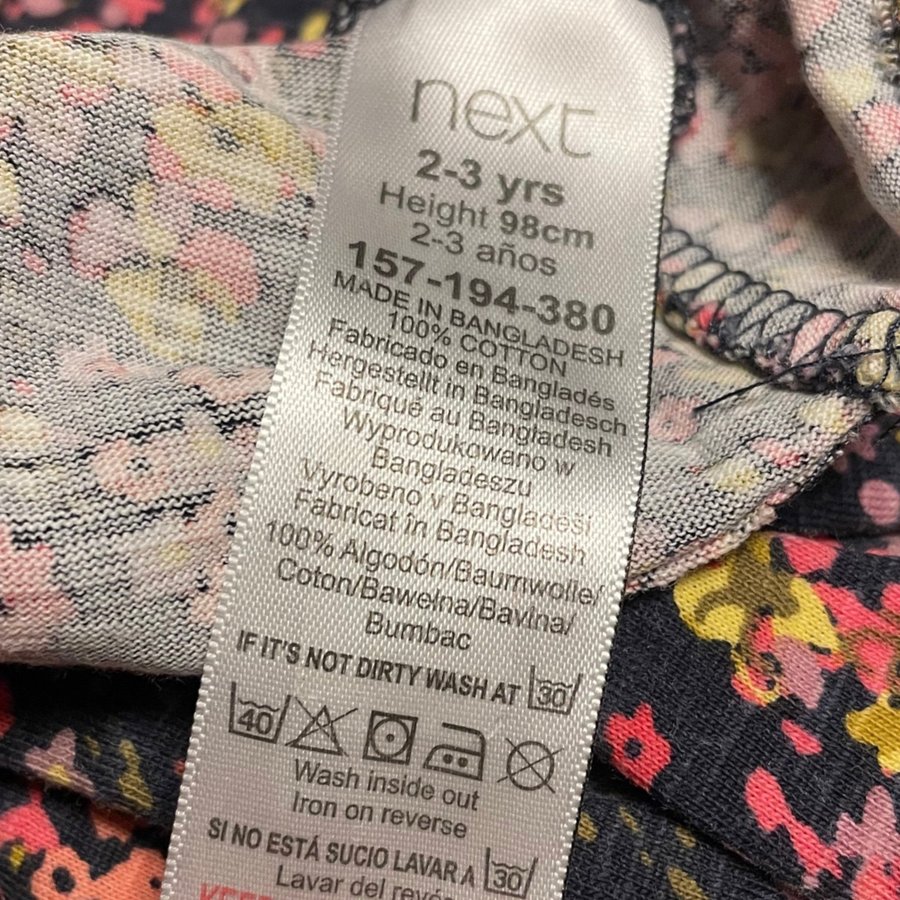 next
2-3 yrs
Height 98cm
2-3 años
157-194-380
MADE IN BANGLADESH
100% COTTON
Fabricado en Bangladés
Hergestellt in Bangladesch
Fabriqué au Bangladesh
Wyprodukowano w
Bangladeszu
Vyrobeno v Bangladéši
Fabricat în Bangladesh
100% Algodón/Baumwolle/
Coton/Bawełna/Bavlna/
Bumbac
IF IT'S NOT DIRTY WASH AT 30
40
Wash inside out
Iron on reverse
SI NO ESTÁ SUCIO LAVAR A 30
Lavar del revés